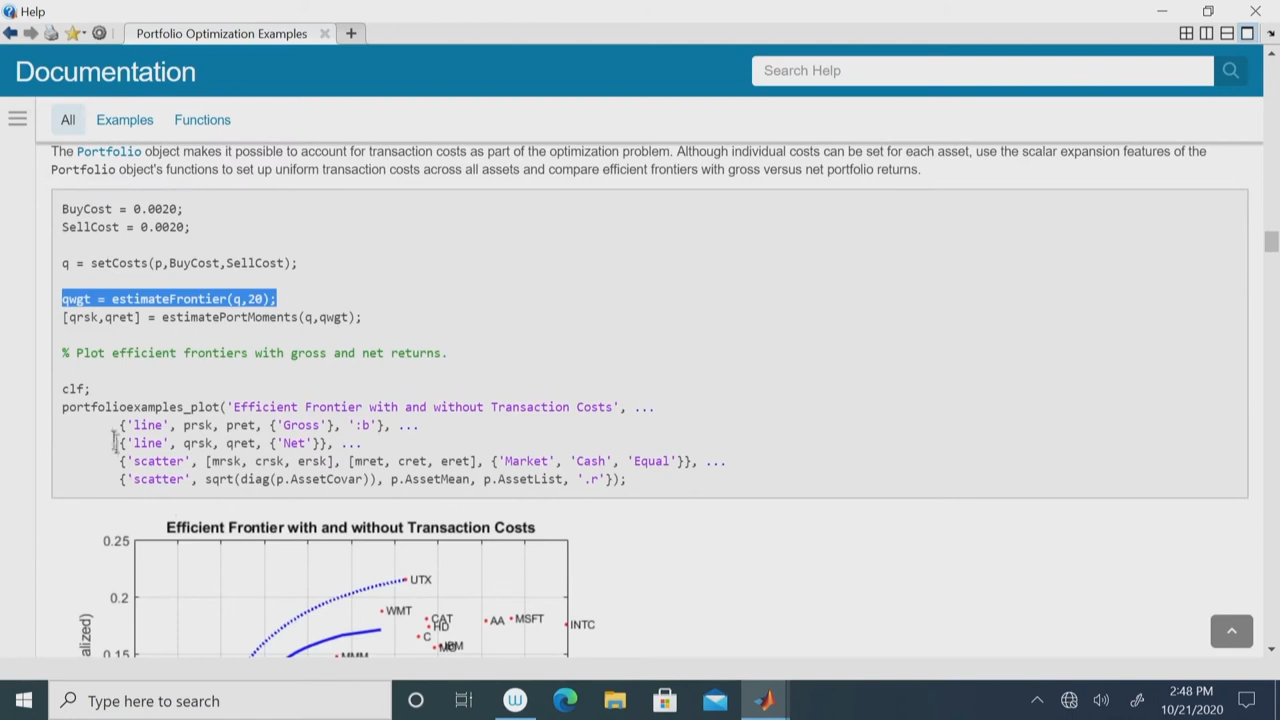 Help
Portfolio Optimization Examples
Documentation
Search Help
All Examples Functions
The Portfolio object makes it possible to account for transaction costs as part of the optimization problem. Although individual costs can be set for each asset, use the scalar expansion features of the
Portfolio object's functions to set up uniform transaction costs across all assets and compare efficient frontiers with gross versus net portfolio returns.
BuyCost = 0.0020;
SellCost = 0.0020;
q = setCosts(p,BuyCost,SellCost);
qwgt = estimateFrontier(q,20);
[qrsk,qret] = estimatePortMoments(q,qwgt);
% Plot efficient frontiers with gross and net returns.
clf;
portfolioexamples_plot('Efficient Frontier with and without Transaction Costs', ...
{'line', prsk, pret, {'Gross'}, ':b'}, ...
{'line', qrsk, qret, {'Net'}}, ...
{'scatter', [mrsk, crsk, ersk], [mret, cret, eret], {'Market', 'Cash', 'Equal'}}, ...
{'scatter', sqrt(diag(p.AssetCovar)), p.AssetMean, p.AssetList, '.r'});
Efficient Frontier with and without Transaction Costs
0.25
UTX
0.2
WMT
CAT
AA
MSFT
INTC
HD
C
0.15
MMM
alized)
Type here to search
2:48 PM
10/21/2020